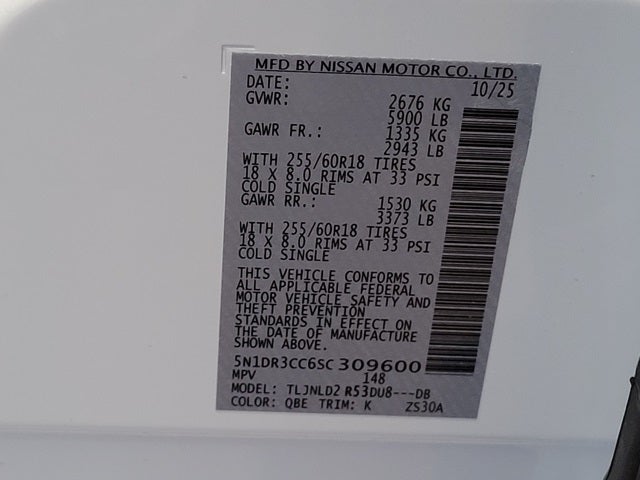 MFD BY NISSAN MOTOR CO., LTD.
DATE: 10/25
GVWR: 2676 KG
5900 LB
GAWR FR.: 1335 KG
2943 LB
WITH 255/60R18 TIRES
18 X 8.0 RIMS AT 33 PSI
COLD SINGLE
GAWR RR.: 1530 KG
3373 LB
WITH 255/60R18 TIRES
18 X 8.0 RIMS AT 33 PSI
COLD SINGLE
THIS VEHICLE CONFORMS TO
ALL APPLICABLE FEDERAL
MOTOR VEHICLE SAFETY AND
THEFT PREVENTION
STANDARDS IN EFFECT ON
THE DATE OF MANUFACTURE
SHOWN ABOVE.
5N1DR3CC6SC309600
MPV 148
MODEL: TLJNLD2 R53DU8---DB
COLOR: QBE TRIM: K ZS30A